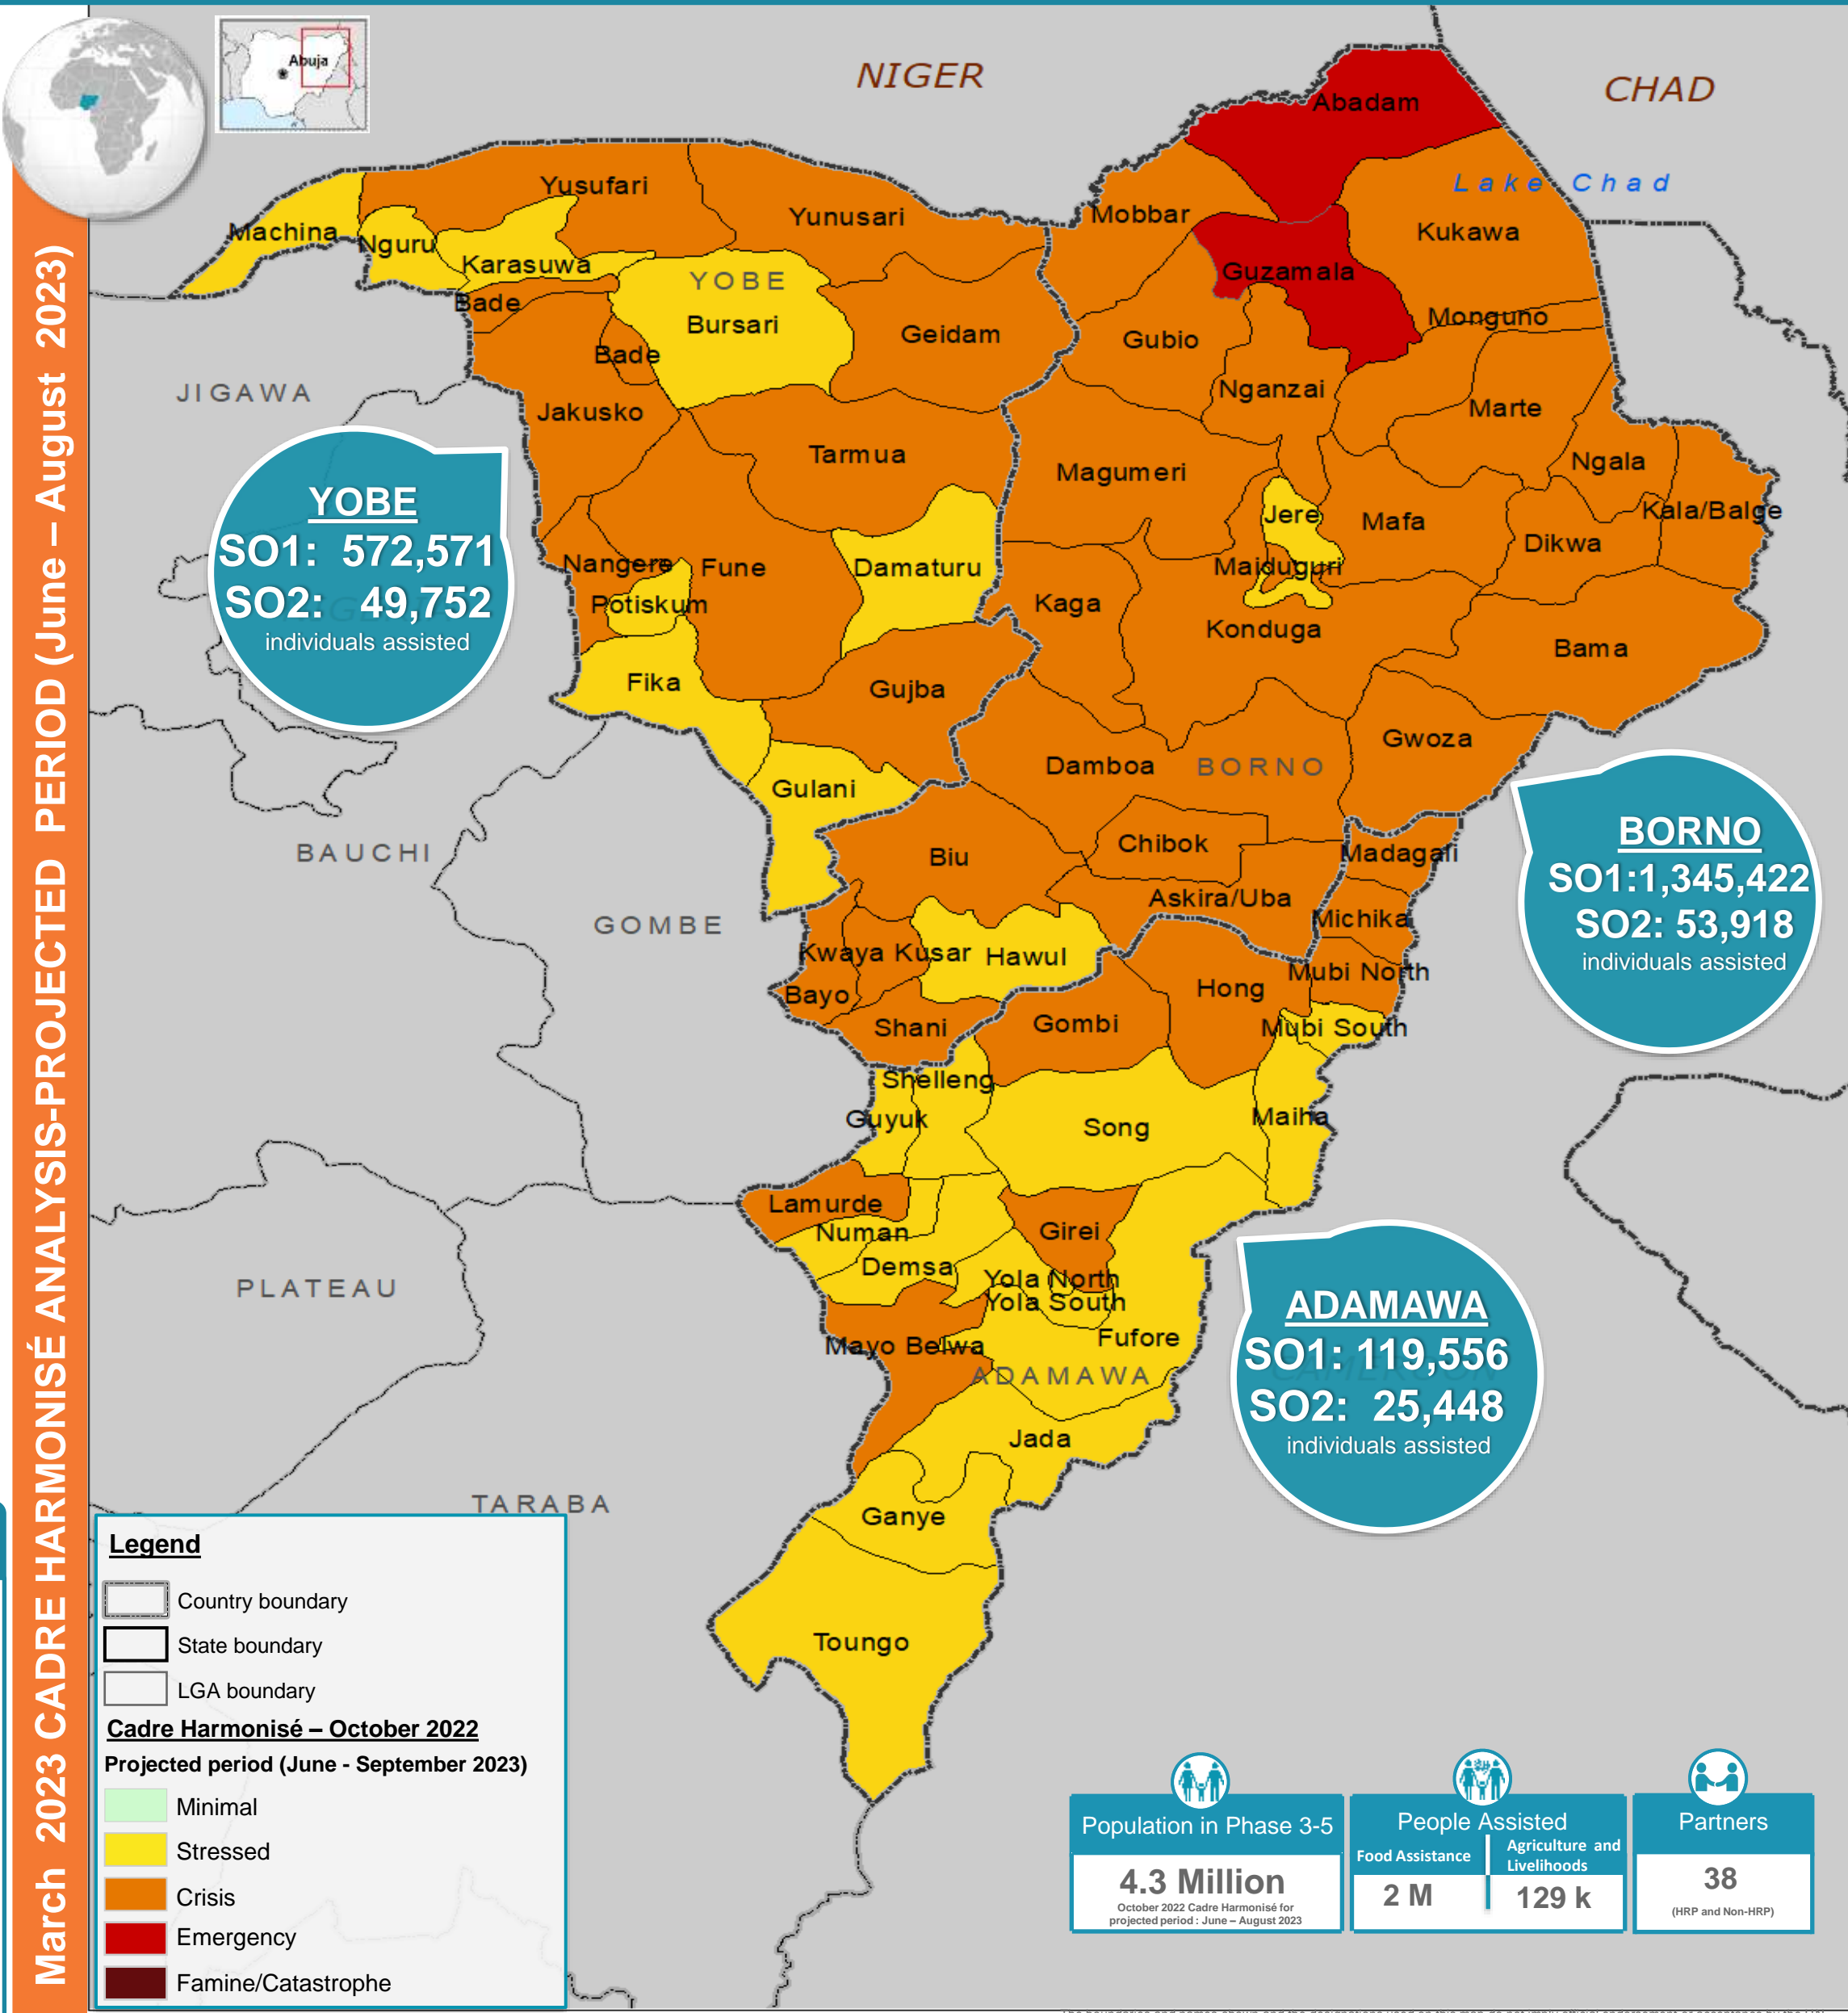 March 2023 CADRE HARMONISÉ ANALYSIS-PROJECTED PERIOD (June – August 2023)
Abuja
NIGER
CHAD
Lake Chad
Abadam
Yusufari
Yunusari
Mobbar
Kukawa
Machina
Nguru
Karasuwa
YOBE
Guzamala
Bade
Bursari
Geidam
Gubio
Monguno
Bade
JIGAWA
Jakusko
Nganzai
Marte
Tarmua
Magumeri
Ngala
Jere
Mafa
Kala/Balge
Dikwa
Nangere
Fune
Damaturu
Maiduguri
Potiskum
Kaga
Konduga
Bama
Fika
Gujba
Gwoza
Damboa
BORNO
Gulani
BAUCHI
Biu
Chibok
Madagali
Askira/Uba
GOMBE
Michika
Kwaya Kusar
Hawul
Mubi North
Bayo
Hong
Shani
Gombi
Mubi South
Shelleng
Guyuk
Song
Maiha
Lamurde
Numan
Girei
Demsa
Yola North
Yola South
PLATEAU
Mayo Belwa
Fufore
ADAMAWA
Jada
TARABA
Ganye
Toungo
YOBE
SO1: 572,571
SO2: 49,752
individuals assisted
BORNO
SO1:1,345,422
SO2: 53,918
individuals assisted
ADAMAWA
SO1: 119,556
SO2: 25,448
individuals assisted
Legend
Country boundary
State boundary
LGA boundary
Cadre Harmonisé – October 2022
Projected period (June - September 2023)
Minimal
Stressed
Crisis
Emergency
Famine/Catastrophe
Population in Phase 3-5
4.3 Million
October 2022 Cadre Harmonisé for
projected period : June – August 2023
People Assisted
Food Assistance
2 M
Agriculture and
Livelihoods
129 k
Partners
38
(HRP and Non-HRP)